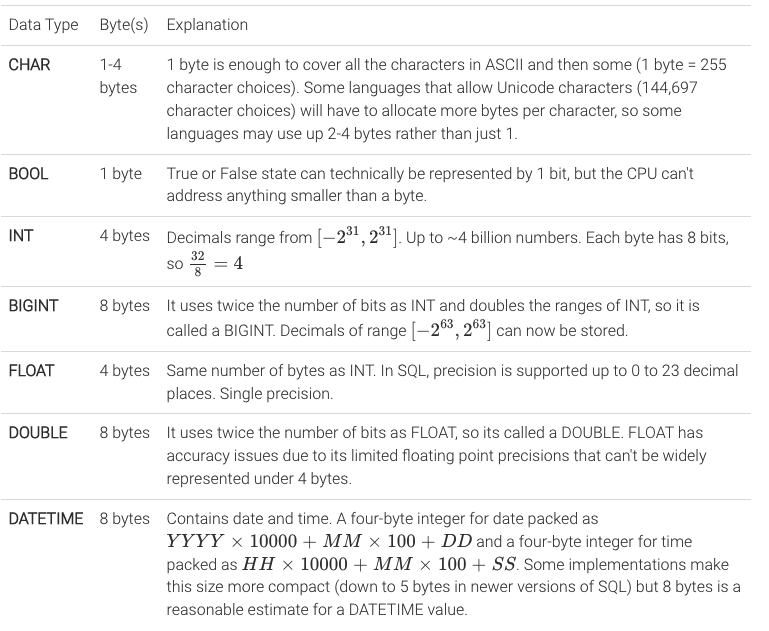 Data Type Byte(s) Explanation
CHAR 1-4 1 byte is enough to cover all the characters in ASCII and then some (1 byte = 255
bytes character choices). Some languages that allow Unicode characters (144,697
character choices) will have to allocate more bytes per character, so some
languages may use up 2-4 bytes rather than just 1.
BOOL 1 byte True or False state can technically be represented by 1 bit, but the CPU can't
address anything smaller than a byte.
INT 4 bytes Decimals range from [−2^31, 2^31]. Up to ~4 billion numbers. Each byte has 8 bits,
so 32/8 = 4
BIGINT 8 bytes It uses twice the number of bits as INT and doubles the ranges of INT, so it is
called a BIGINT. Decimals of range [−2^63, 2^63] can now be stored.
FLOAT 4 bytes Same number of bytes as INT. In SQL, precision is supported up to 0 to 23 decimal
places. Single precision.
DOUBLE 8 bytes It uses twice the number of bits as FLOAT, so its called a DOUBLE. FLOAT has
accuracy issues due to its limited floating point precisions that can't be widely
represented under 4 bytes.
DATETIME 8 bytes Contains date and time. A four-byte integer for date packed as
YYYY × 10000 + MM × 100 + DD and a four-byte integer for time
packed as HH × 10000 + MM × 100 + SS. Some implementations make
this size more compact (down to 5 bytes in newer versions of SQL) but 8 bytes is a
reasonable estimate for a DATETIME value.